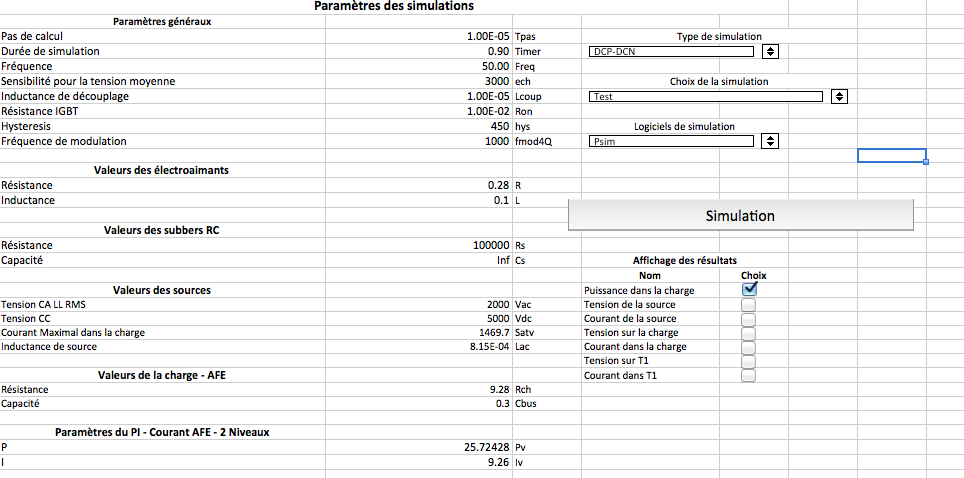 Paramètres des simulations
Paramètres généraux
Pas de calcul 1.00E-05 Tpas Type de simulation
Durée de simulation 0.90 Timer DCP-DCN
Fréquence 50.00 Freq
Sensibilité pour la tension moyenne 3000 ech Choix de la simulation
Inductance de découplage 1.00E-05 Lcoup Test
Résistance IGBT 1.00E-02 Ron
Hysteresis 450 hys Logiciels de simulation
Fréquence de modulation 1000 fmod4Q Psim
Valeurs des électroaimants
Résistance 0.28 R
Inductance 0.1 L
Simulation
Valeurs des subbers RC
Résistance 100000 Rs
Capacité Inf Cs Affichage des résultats
Nom Choix
Valeurs des sources Puissance dans la charge
Tension CA LL RMS 2000 Vac Tension de la source
Tension CC 5000 Vdc Courant de la source
Courant Maximal dans la charge 1469.7 Satv Tension sur la charge
Inductance de source 8.15E-04 Lac Courant dans la charge
Tension sur T1
Valeurs de la charge - AFE Courant dans T1
Résistance 9.28 Rch
Capacité 0.3 Cbus
Paramètres du PI - Courant AFE - 2 Niveaux
P 25.72428 Pv
I 9.26 Iv